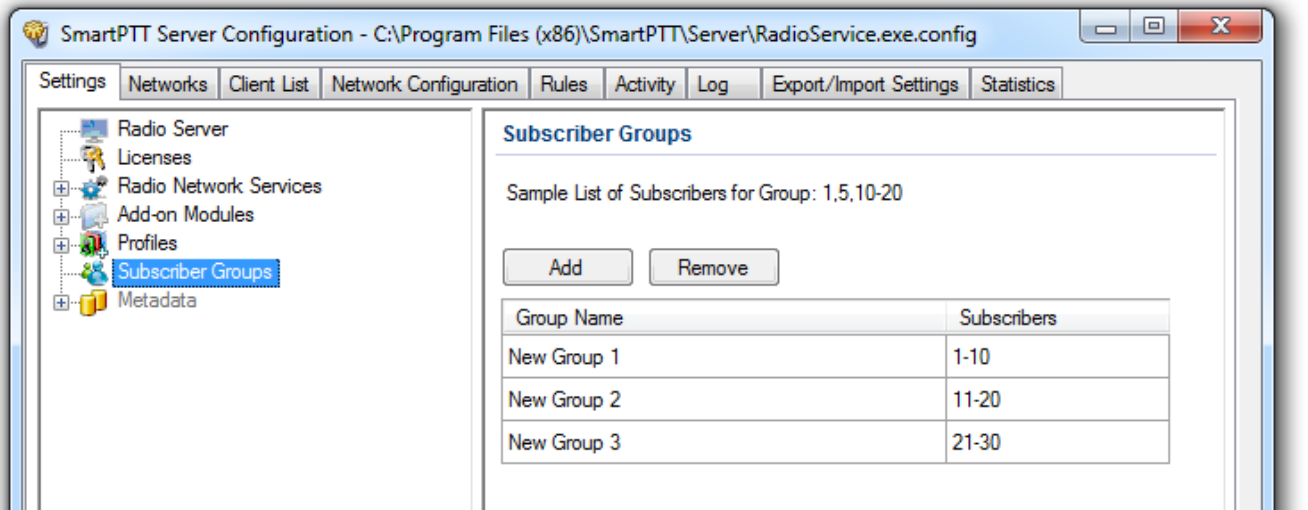 SmartPTT Server Configuration - C:\Program Files (x86)\SmartPTT\Server\RadioService.exe.config
Settings Networks Client List Network Configuration Rules Activity Log Export/Import Settings Statistics
Radio Server
Licenses
Radio Network Services
Add-on Modules
Profiles
Subscriber Groups
Metadata
Subscriber Groups
Sample List of Subscribers for Group: 1,5,10-20
Add Remove
Group Name Subscribers
New Group 1 1-10
New Group 2 11-20
New Group 3 21-30